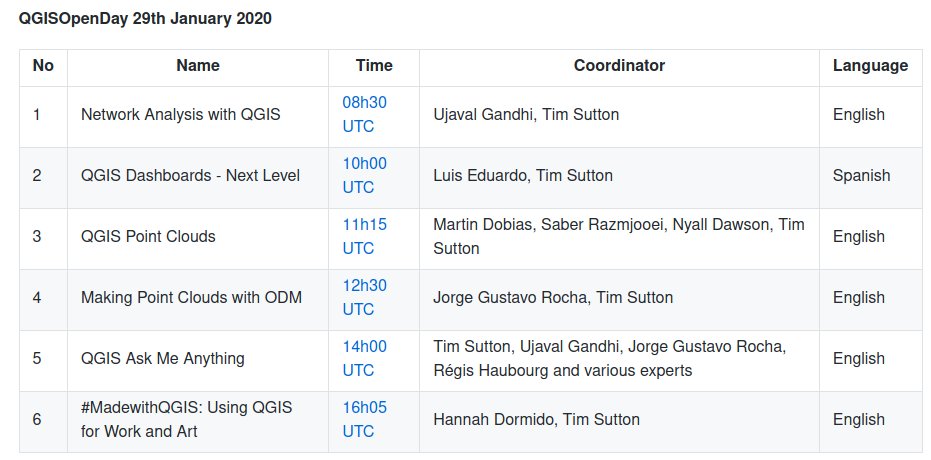 QGISOpenDay 29th January 2020
No Name Time Coordinator Language
1 Network Analysis with QGIS 08h30 UTC Ujaval Gandhi, Tim Sutton English
2 QGIS Dashboards - Next Level 10h00 UTC Luis Eduardo, Tim Sutton Spanish
3 QGIS Point Clouds 11h15 UTC Martin Dobias, Saber Razmjooei, Nyall Dawson, Tim Sutton English
4 Making Point Clouds with ODM 12h30 UTC Jorge Gustavo Rocha, Tim Sutton English
5 QGIS Ask Me Anything 14h00 UTC Tim Sutton, Ujaval Gandhi, Jorge Gustavo Rocha, Régis Haubourg and various experts English
6 #MadewithQGIS: Using QGIS for Work and Art 16h05 UTC Hannah Dormido, Tim Sutton English